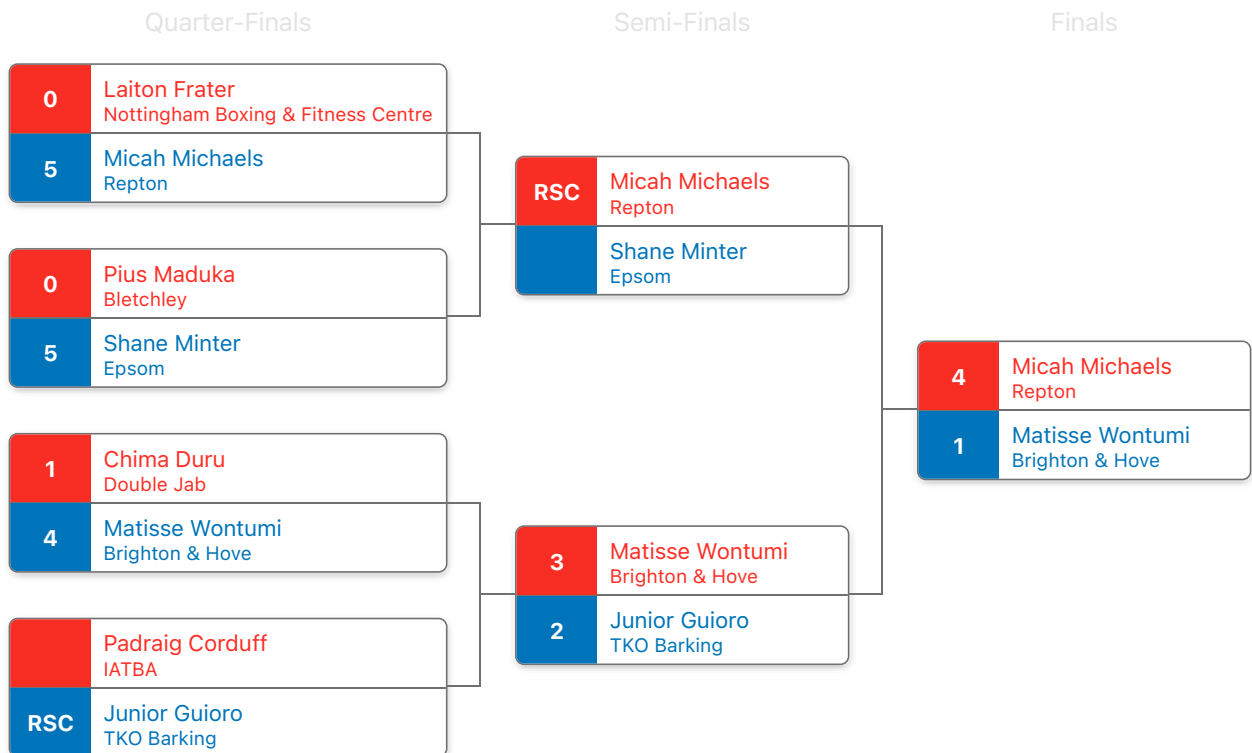 Quarter-Finals
Semi-Finals
Finals
0
Laiton Frater
Nottingham Boxing & Fitness Centre
5
Micah Michaels
Repton
0
Pius Maduka
Bletchley
5
Shane Minter
Epsom
1
Chima Duru
Double Jab
4
Matisse Wontumi
Brighton & Hove
Padraig Corduff
IATBA
RSC
Junior Guioro
TKO Barking
RSC
Micah Michaels
Repton
Shane Minter
Epsom
3
Matisse Wontumi
Brighton & Hove
2
Junior Guioro
TKO Barking
4
Micah Michaels
Repton
1
Matisse Wontumi
Brighton & Hove